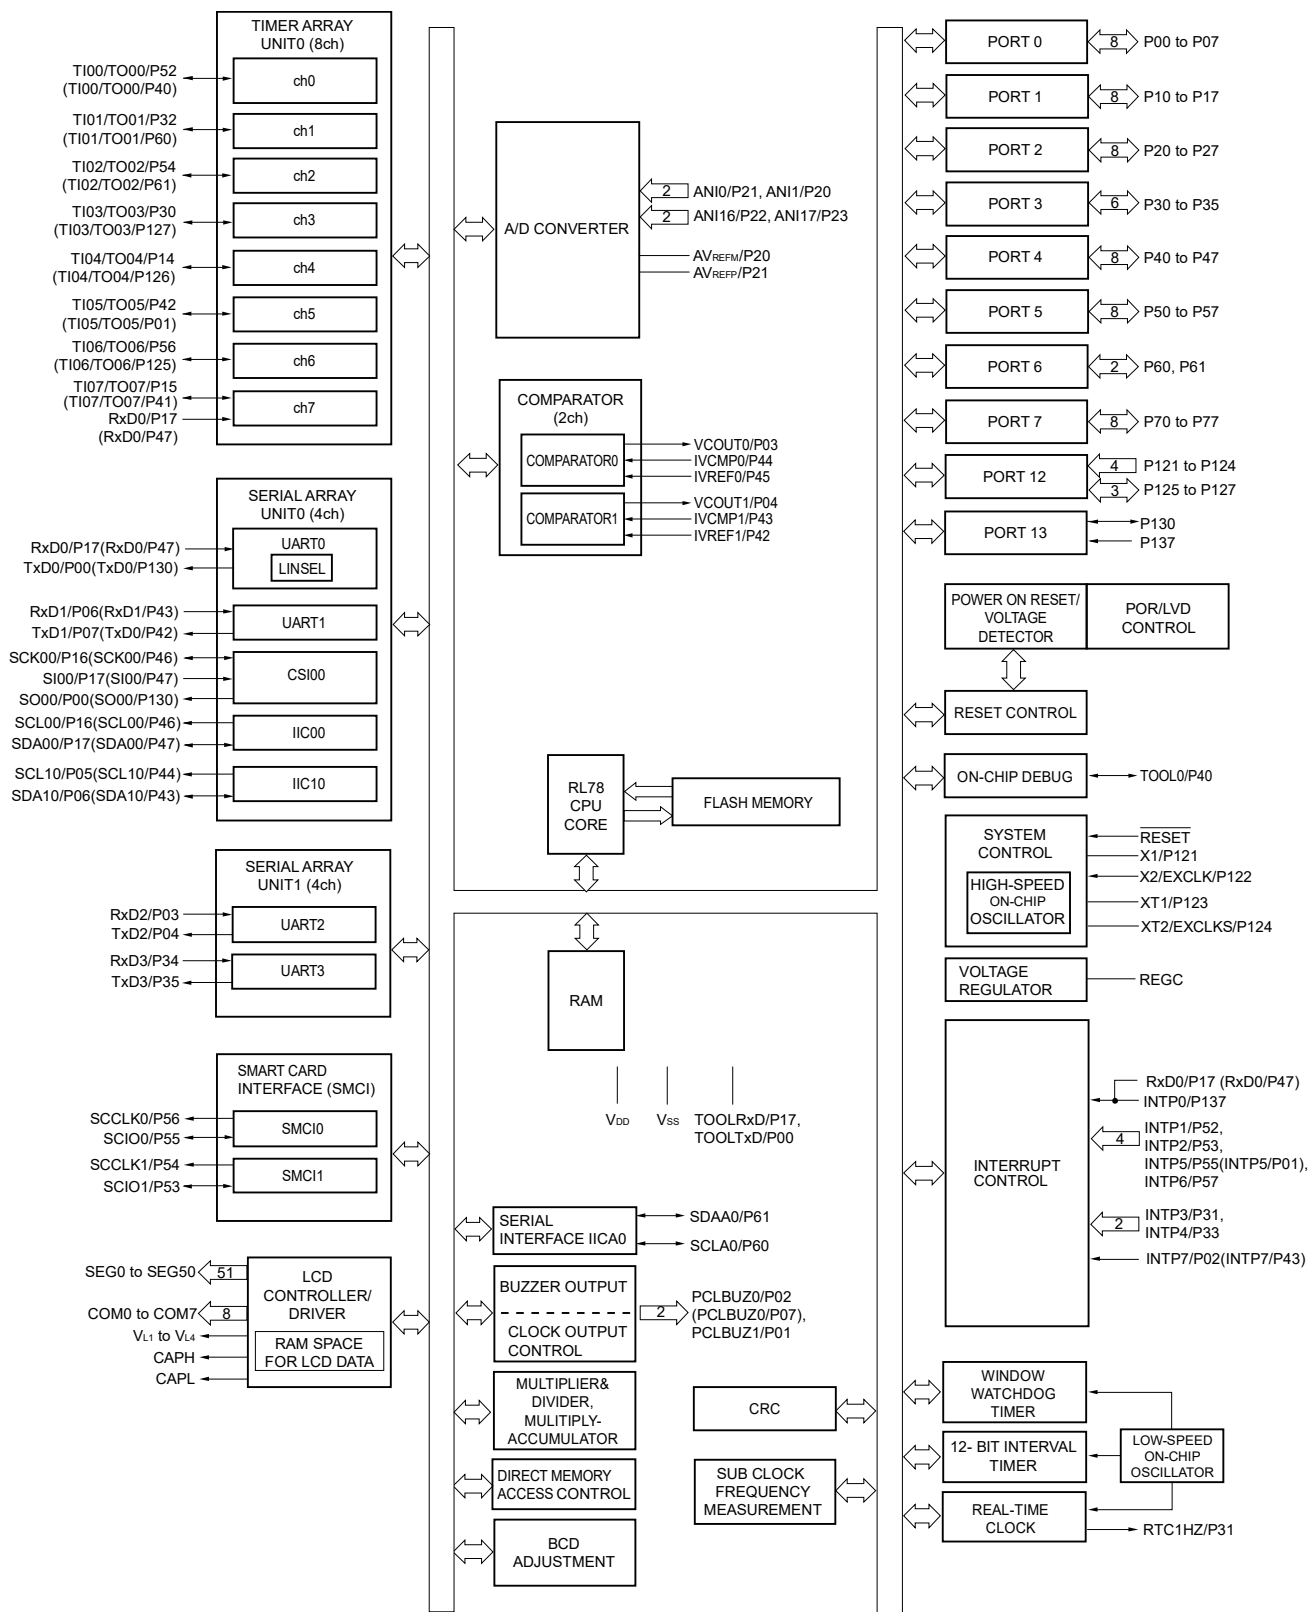 TIMER ARRAY
UNIT0 (8ch)
TI00/TO00/P52
(TI00/TO00/P40)
ch0
TI01/TO01/P32
(TI01/TO01/P60)
ch1
TI02/TO02/P54
(TI02/TO02/P61)
ch2
TI03/TO03/P30
(TI03/TO03/P127)
ch3
TI04/TO04/P14
(TI04/TO04/P126)
ch4
TI05/TO05/P42
(TI05/TO05/P01)
ch5
TI06/TO06/P56
(TI06/TO06/P125)
ch6
TI07/TO07/P15
(TI07/TO07/P41)
RxD0/P17
(RxD0/P47)
ch7
SERIAL ARRAY
UNIT0 (4ch)
RxD0/P17(RxD0/P47)
TxD0/P00(TxD0/P130)
UART0
LINSEL
RxD1/P06(RxD1/P43)
TxD1/P07(TxD0/P42)
UART1
SCK00/P16(SCK00/P46)
SI00/P17(SI00/P47)
SO00/P00(SO00/P130)
CSI00
SCL00/P16(SCL00/P46)
SDA00/P17(SDA00/P47)
IIC00
SCL10/P05(SCL10/P44)
SDA10/P06(SDA10/P43)
IIC10
SERIAL ARRAY
UNIT1 (4ch)
RxD2/P03
TxD2/P04
UART2
RxD3/P34
TxD3/P35
UART3
SMART CARD
INTERFACE (SMCI)
SCCLK0/P56
SCIO0/P55
SMCI0
SCCLK1/P54
SCIO1/P53
SMCI1
SEG0 to SEG50
51
COM0 to COM7
8
VL1 to VL4
CAPH
CAPL
LCD
CONTROLLER/
DRIVER
RAM SPACE
FOR LCD DATA
A/D CONVERTER
2
ANI0/P21, ANI1/P20
2
ANI16/P22, ANI17/P23
AVREFM/P20
AVREFP/P21
COMPARATOR
(2ch)
COMPARATOR0
VCOUT0/P03
IVCMP0/P44
IVREF0/P45
COMPARATOR1
VCOUT1/P04
IVCMP1/P43
IVREF1/P42
RL78
CPU
CORE
FLASH MEMORY
RAM
VDD
VSS
TOOLRxD/P17,
TOOLTxD/P00
SERIAL
INTERFACE IICA0
SDAA0/P61
SCLA0/P60
BUZZER OUTPUT
CLOCK OUTPUT
CONTROL
2
PCLBUZ0/P02
(PCLBUZ0/P07),
PCLBUZ1/P01
MULTIPLIER&
DIVIDER,
MULITIPLY-
ACCUMULATOR
DIRECT MEMORY
ACCESS CONTROL
BCD
ADJUSTMENT
CRC
SUB CLOCK
FREQUENCY
MEASUREMENT
PORT 0
8
P00 to P07
PORT 1
8
P10 to P17
PORT 2
8
P20 to P27
PORT 3
6
P30 to P35
PORT 4
8
P40 to P47
PORT 5
8
P50 to P57
PORT 6
2
P60, P61
PORT 7
8
P70 to P77
PORT 12
4
P121 to P124
3
P125 to P127
PORT 13
P130
P137
POWER ON RESET/
VOLTAGE
DETECTOR
POR/LVD
CONTROL
RESET CONTROL
ON-CHIP DEBUG
TOOL0/P40
SYSTEM
CONTROL
HIGH-SPEED
ON-CHIP
OSCILLATOR
RESET
X1/P121
X2/EXCLK/P122
XT1/P123
XT2/EXCLKS/P124
VOLTAGE
REGULATOR
REGC
INTERRUPT
CONTROL
RxD0/P17 (RxD0/P47)
INTP0/P137
4
INTP1/P52,
INTP2/P53,
INTP5/P55(INTP5/P01),
INTP6/P57
2
INTP3/P31,
INTP4/P33
INTP7/P02(INTP7/P43)
WINDOW
WATCHDOG
TIMER
12- BIT INTERVAL
TIMER
LOW-SPEED
ON-CHIP
OSCILLATOR
REAL-TIME
CLOCK
RTC1HZ/P31